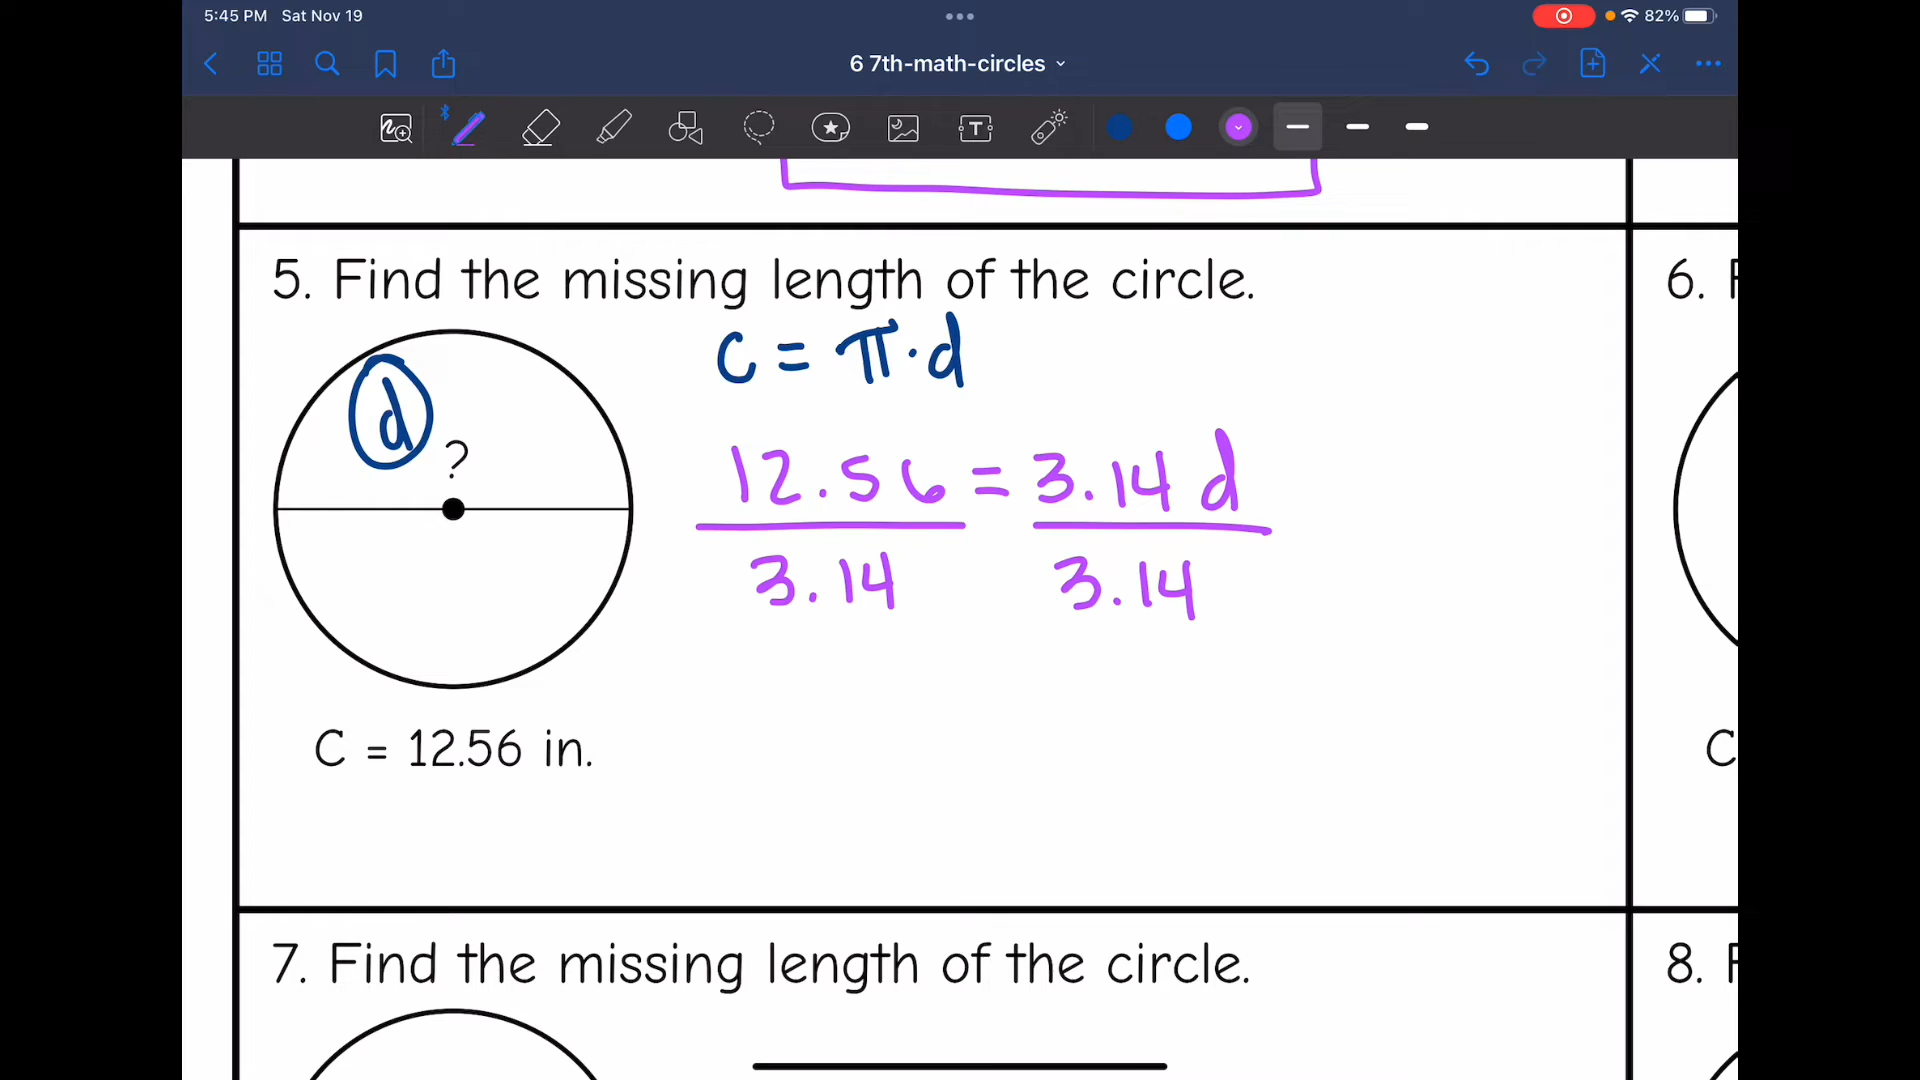 5:45 PM Sat Nov 19
82%
6 7th-math-circles
T
5. Find the missing length of the circle.
6. F
C = π·d
d
?
12.56 = 3.14 d
3.14 3.14
C = 12.56 in.
C
7. Find the missing length of the circle.
8. F